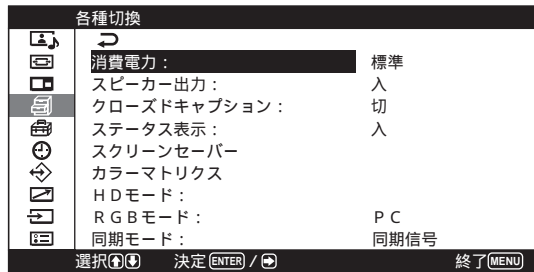 各種切換
消費電力： 標準
スピーカー出力： 入
クローズドキャプション： 切
ステータス表示： 入
スクリーンセーバー
カラーマトリクス
ＨＤモード：
ＲＧＢモード： ＰＣ
同期モード： 同期信号
選択 決定 ENTER / 終了 MENU